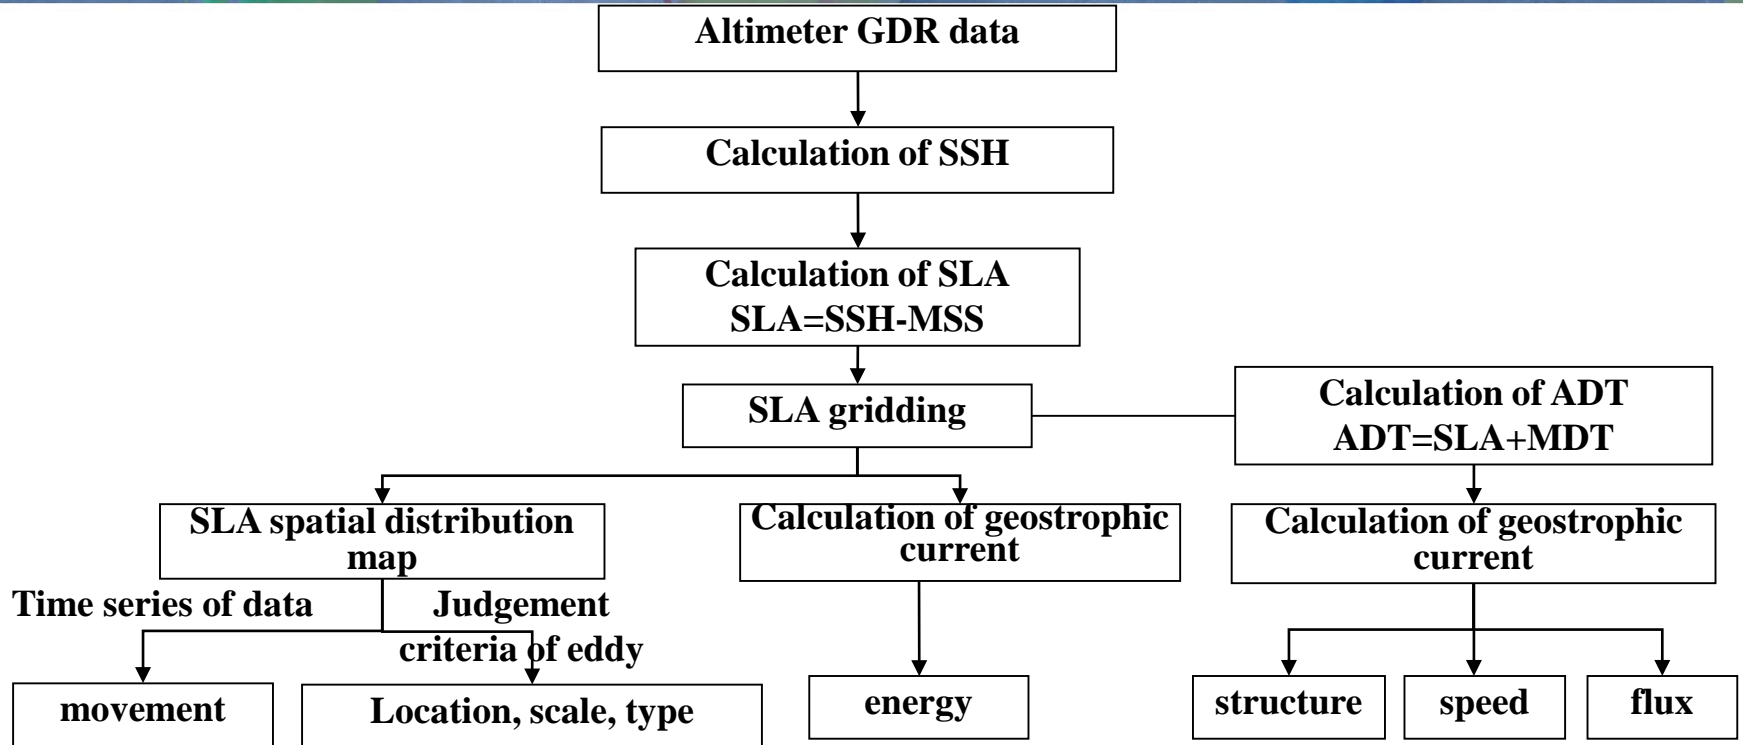 Altimeter GDR data
Calculation of SSH
Calculation of SLA
SLA=SSH-MSS
SLA gridding
Calculation of ADT
ADT=SLA+MDT
SLA spatial distribution
map
Calculation of geostrophic
current
Calculation of geostrophic
current
Time series of data
Judgement
criteria of eddy
movement
Location, scale, type
energy
structure
speed
flux